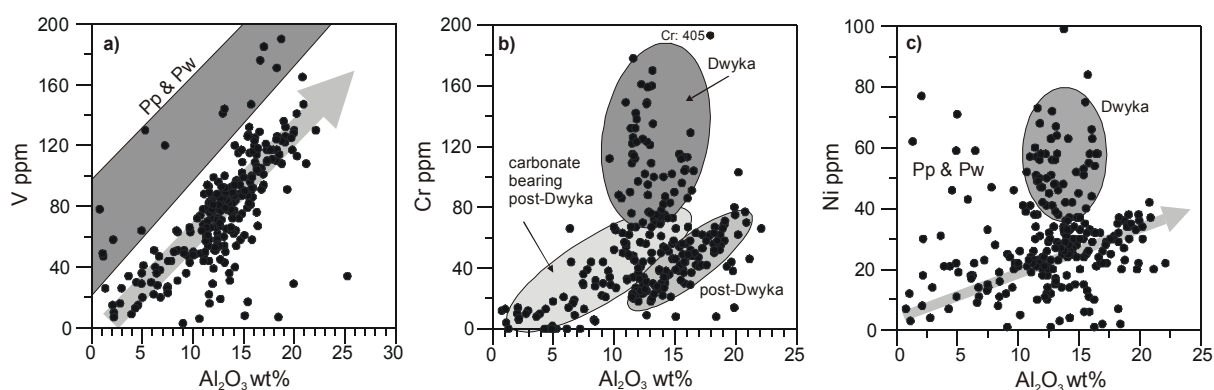 a)
V ppm
200
160
120
80
40
0
Pp & Pw
0 5 10 15 20 25 30
Al₂O₃ wt%
b)
Cr ppm
200
160
120
80
40
0
Cr: 405
Dwyka
carbonate
bearing
post-Dwyka
post-Dwyka
0 5 10 15 20 25
Al₂O₃ wt%
c)
Ni ppm
100
80
60
40
20
0
Dwyka
Pp & Pw
0 5 10 15 20 25
Al₂O₃ wt%